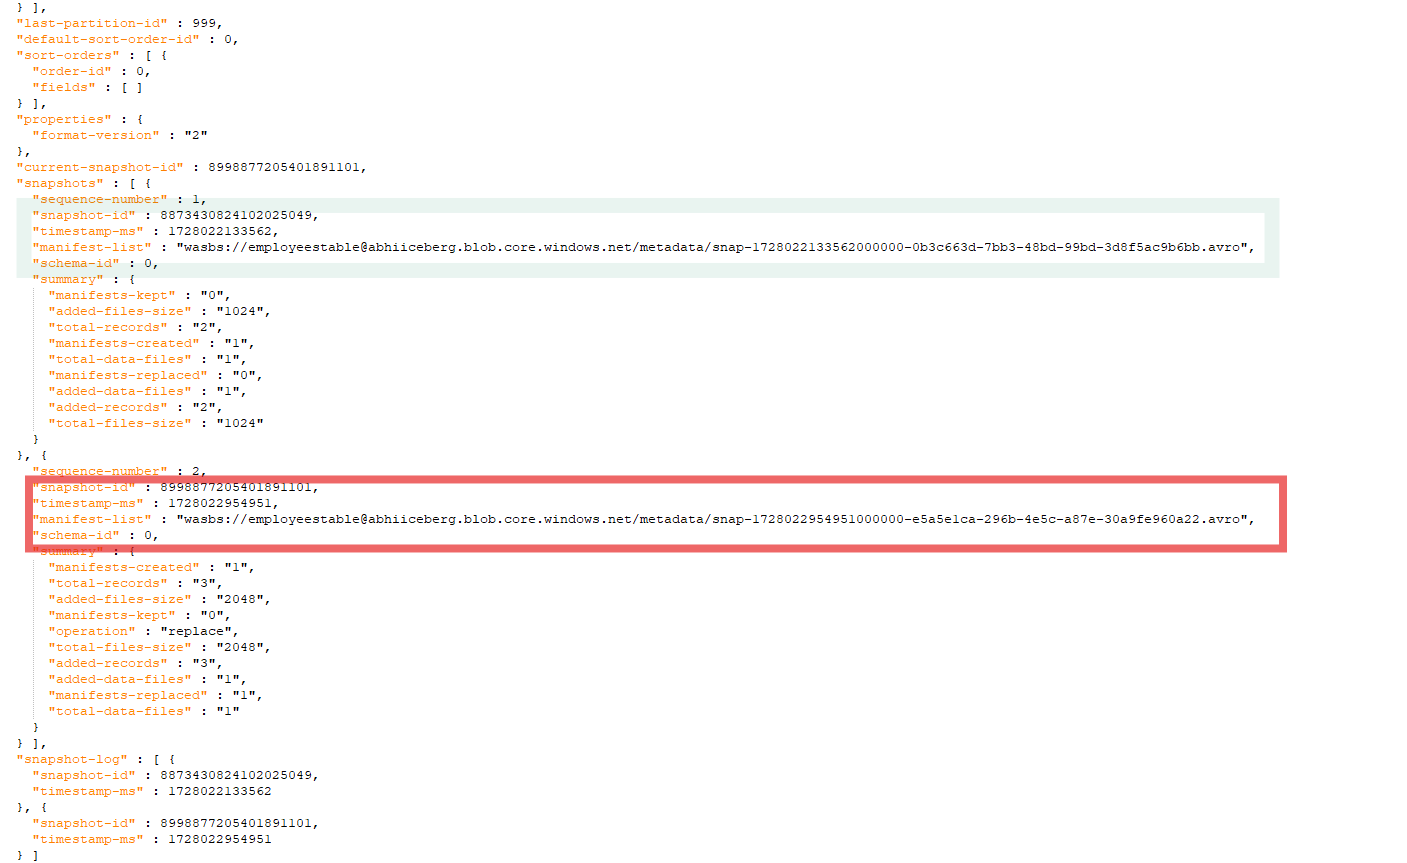 } ],
"last-partition-id" : 999,
"default-sort-order-id" : 0,
"sort-orders" : [ {
"order-id" : 0,
"fields" : [ ]
} ],
"properties" : {
"format-version" : "2"
},
"current-snapshot-id" : 8998877205401891101,
"snapshots" : [ {
"sequence-number" : 1,
"snapshot-id" : 8873430824102025049,
"timestamp-ms" : 1728022133562,
"manifest-list" : "wasbs://employeestable@abhiiceberg.blob.core.windows.net/metadata/snap-1728022133562000000-0b3c663d-7bb3-48bd-99bd-3d8f5ac9b6bb.avro",
"schema-id" : 0,
"summary" : {
"manifests-kept" : "0",
"added-files-size" : "1024",
"total-records" : "2",
"manifests-created" : "1",
"total-data-files" : "1",
"manifests-replaced" : "0",
"added-data-files" : "1",
"added-records" : "2",
"total-files-size" : "1024"
}
}, {
"sequence-number" : 2,
"snapshot-id" : 8998877205401891101,
"timestamp-ms" : 1728022954951,
"manifest-list" : "wasbs://employeestable@abhiiceberg.blob.core.windows.net/metadata/snap-1728022954951000000-e5a5e1ca-296b-4e5c-a87e-30a9fe960a22.avro",
"schema-id" : 0,
"summary" : {
"manifests-created" : "1",
"total-records" : "3",
"added-files-size" : "2048",
"manifests-kept" : "0",
"operation" : "replace",
"total-files-size" : "2048",
"added-records" : "3",
"added-data-files" : "1",
"manifests-replaced" : "1",
"total-data-files" : "1"
}
} ],
"snapshot-log" : [ {
"snapshot-id" : 8873430824102025049,
"timestamp-ms" : 1728022133562
}, {
"snapshot-id" : 8998877205401891101,
"timestamp-ms" : 1728022954951
} ]